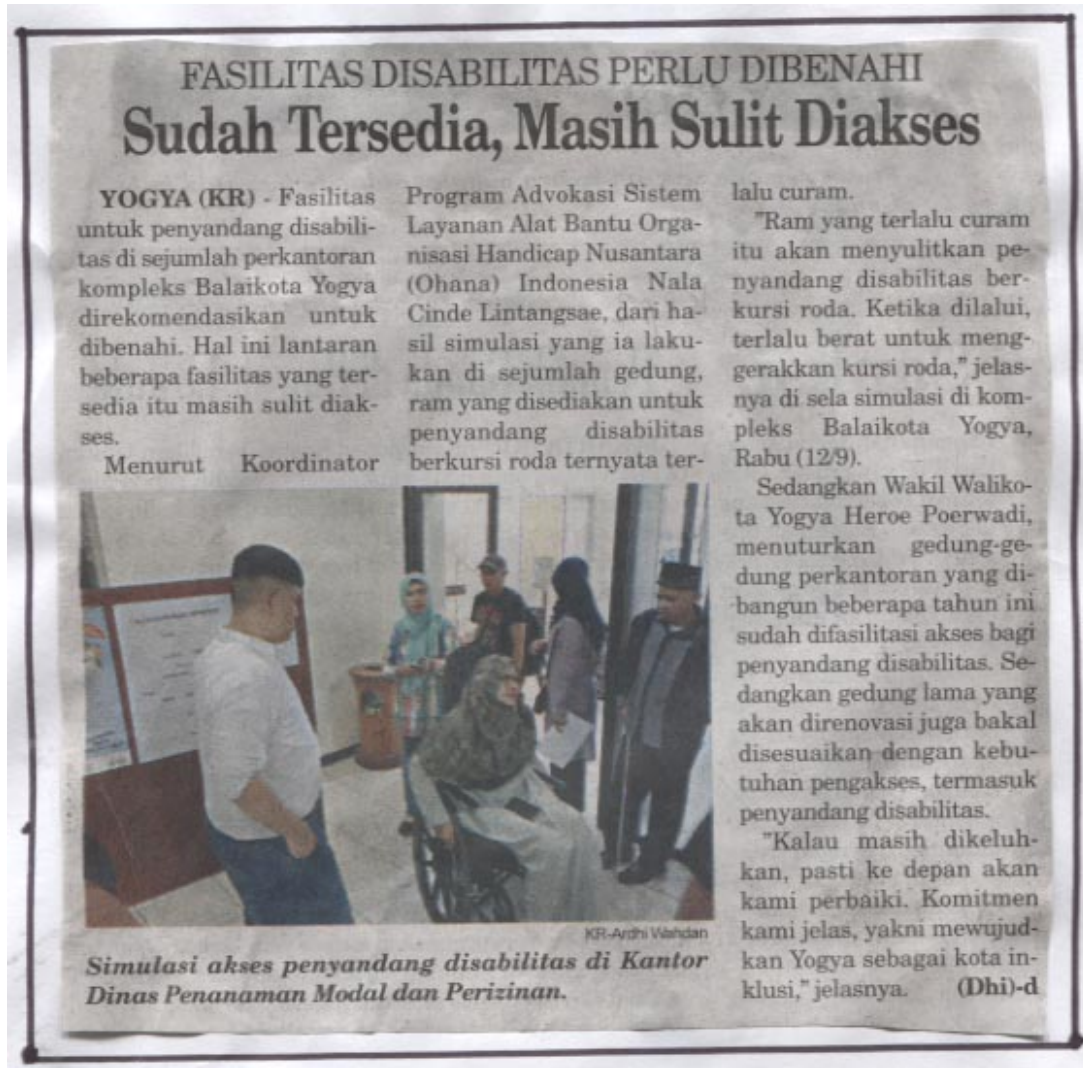 FASILITAS DISABILITAS PERLU DIBENAHI
Sudah Tersedia, Masih Sulit Diakses
YOGYA (KR) - Fasilitas
untuk penyandang disabili-
tas di sejumlah perkantoran
kompleks Balaikota Yogya
direkomendasikan untuk
dibenahi. Hal ini lantaran
beberapa fasilitas yang ter-
sedia itu masih sulit diak-
ses.
Menurut Koordinator
Program Advokasi Sistem
Layanan Alat Bantu Orga-
nisasi Handicap Nusantara
(Ohana) Indonesia Nala
Cinde Lintangsae, dari ha-
sil simulasi yang ia laku-
kan di sejumlah gedung,
ram yang disediakan untuk
penyandang disabilitas
berkursi roda ternyata ter-
lalu curam.
"Ram yang terlalu curam
itu akan menyulitkan pe-
nyandang disabilitas ber-
kursi roda. Ketika dilalui,
terlalu berat untuk meng-
gerakkan kursi roda," jelas-
nya di sela simulasi di kom-
pleks Balaikota Yogya,
Rabu (12/9).
Sedangkan Wakil Waliko-
ta Yogya Heroe Poerwadi,
menuturkan gedung-ge-
dung perkantoran yang di-
bangun beberapa tahun ini
sudah difasilitasi akses bagi
penyandang disabilitas. Se-
dangkan gedung lama yang
akan direnovasi juga bakal
disesuaikan dengan kebu-
tuhan pengakses, termasuk
penyandang disabilitas.
"Kalau masih dikeluh-
kan, pasti ke depan akan
kami perbaiki. Komitmen
kami jelas, yakni mewujud-
kan Yogya sebagai kota in-
klusi," jelasnya. (Dhi)-d
KR-Ardhi Wahdan
Simulasi akses penyandang disabilitas di Kantor
Dinas Penanaman Modal dan Perizinan.